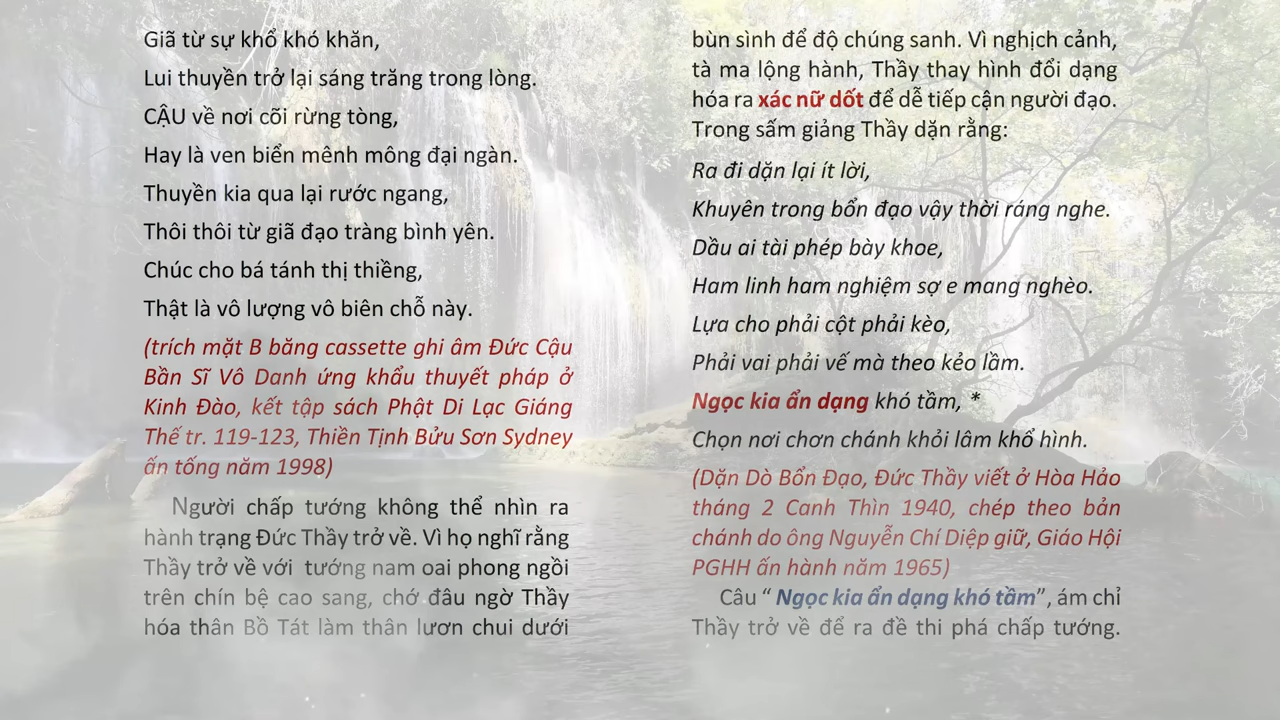 Giã từ sự khổ khó khăn,
Lui thuyền trở lại sáng trăng trong lòng.
CẬU về nơi cõi rừng tòng,
Hay là ven biển mênh mông đại ngàn.
Thuyền kia qua lại rước ngang,
Thôi thôi từ giã đạo tràng bình yên.
Chúc cho bá tánh thị thiềng,
Thật là vô lượng vô biên chỗ này.
(trích mặt B băng cassette ghi âm Đức Cậu
Bần Sĩ Vô Danh ứng khẩu thuyết pháp ở
Kinh Đào, kết tập sách Phật Di Lạc Giáng
Thế tr. 119-123, Thiền Tịnh Bửu Sơn Sydney
ấn tống năm 1998)
Người chấp tướng không thể nhìn ra
hành trạng Đức Thầy trở về. Vì họ nghĩ rằng
Thầy trở về với tướng nam oai phong ngồi
trên chín bệ cao sang, chớ đâu ngờ Thầy
hóa thân Bồ Tát làm thân lươn chui dưới
bùn sình để độ chúng sanh. Vì nghịch cảnh,
tà ma lộng hành, Thầy thay hình đổi dạng
hóa ra xác nữ dốt để dễ tiếp cận người đạo.
Trong sấm giảng Thầy dặn rằng:
Ra đi dặn lại ít lời,
Khuyên trong bổn đạo vậy thời ráng nghe.
Dầu ai tài phép bày khoe,
Ham linh ham nghiệm sợ e mang nghèo.
Lựa cho phải cột phải kèo,
Phải vai phải vế mà theo kẻo lầm.
Ngọc kia ẩn dạng khó tầm, *
Chọn nơi chơn chánh khỏi lâm khổ hình.
(Dặn Dò Bổn Đạo, Đức Thầy viết ở Hòa Hảo
tháng 2 Canh Thìn 1940, chép theo bản
chánh do ông Nguyễn Chí Diệp giữ, Giáo Hội
PGHH ấn hành năm 1965)
Câu “ Ngọc kia ẩn dạng khó tầm”, ám chỉ
Thầy trở về để ra đề thi phá chấp tướng.